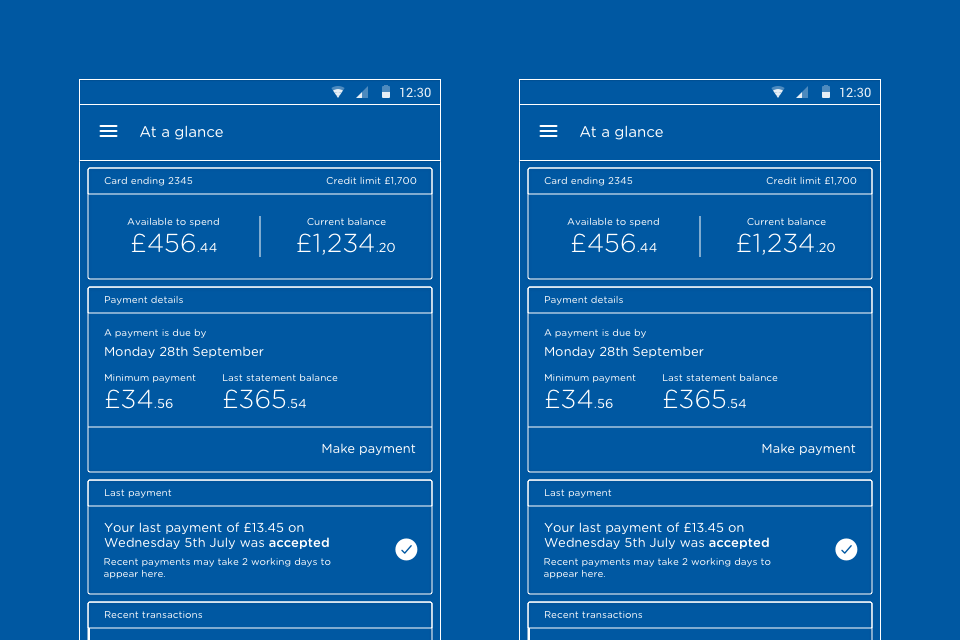 12:30
At a glance
Card ending 2345 Credit limit £1,700
Available to spend Current balance
£456.44 £1,234.20
Payment details
A payment is due by
Monday 28th September
Minimum payment Last statement balance
£34.56 £365.54
Make payment
Last payment
Your last payment of £13.45 on
Wednesday 5th July was accepted
Recent payments may take 2 working days to
appear here.
Recent transactions
12:30
At a glance
Card ending 2345 Credit limit £1,700
Available to spend Current balance
£456.44 £1,234.20
Payment details
A payment is due by
Monday 28th September
Minimum payment Last statement balance
£34.56 £365.54
Make payment
Last payment
Your last payment of £13.45 on
Wednesday 5th July was accepted
Recent payments may take 2 working days to
appear here.
Recent transactions